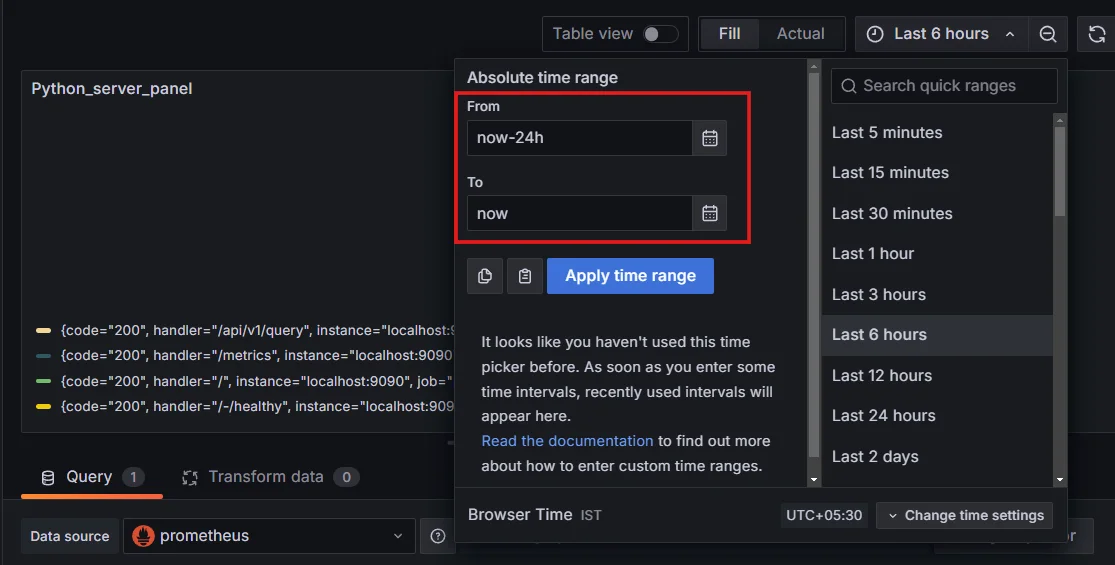 Table view Fill Actual Last 6 hours
Python_server_panel
Absolute time range
From
now-24h
To
now
Apply time range
It looks like you haven't used this time
picker before. As soon as you enter some
time intervals, recently used intervals will
appear here.
Read the documentation to find out more
about how to enter custom time ranges.
Search quick ranges
Last 5 minutes
Last 15 minutes
Last 30 minutes
Last 1 hour
Last 3 hours
Last 6 hours
Last 12 hours
Last 24 hours
Last 2 days
Browser Time IST UTC+05:30 Change time settings
{code="200", handler="/api/v1/query", instance="localhost:9
{code="200", handler="/metrics", instance="localhost:9090
{code="200", handler="/", instance="localhost:9090", job="
{code="200", handler="/-/healthy", instance="localhost:909
Query 1 Transform data 0
Data source prometheus